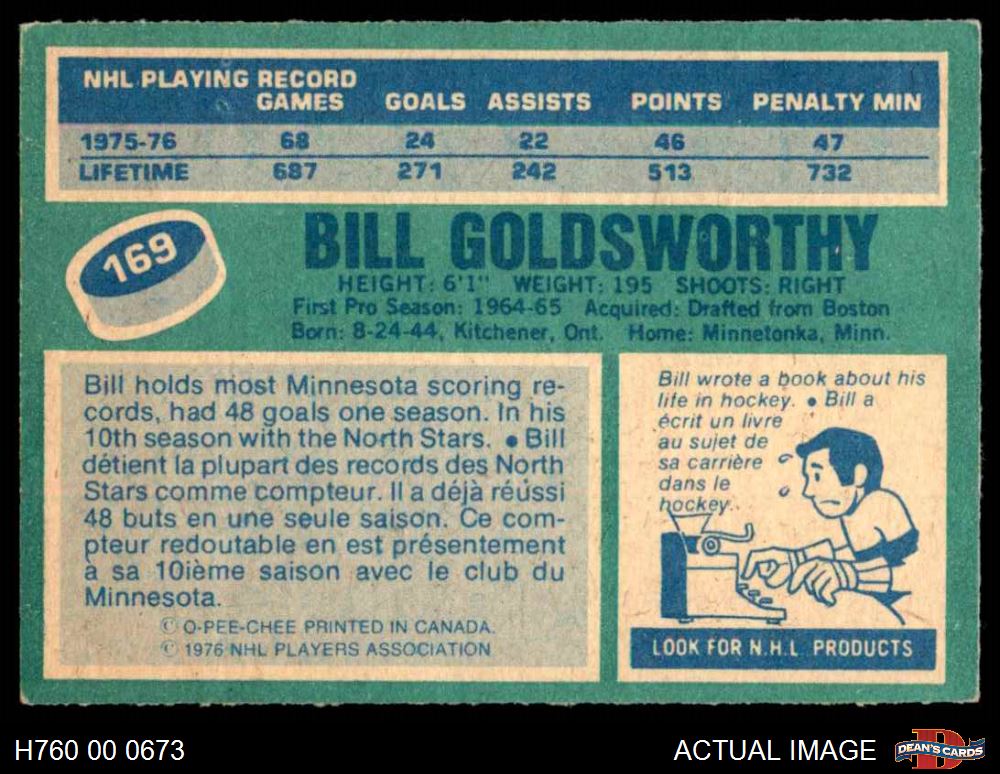 NHL PLAYING RECORD
GAMES GOALS ASSISTS POINTS PENALTY MIN
1975-76 68 24 22 46 47
LIFETIME 687 271 242 513 732
169
BILL GOLDSWORTHY
HEIGHT: 6'1" WEIGHT: 195 SHOOTS: RIGHT
First Pro Season: 1964-65 Acquired: Drafted from Boston
Born: 8-24-44, Kitchener, Ont. Home: Minnetonka, Minn.
Bill holds most Minnesota scoring re-
cords, had 48 goals one season. In his
10th season with the North Stars. ● Bill
détient la plupart des records des North
Stars comme compteur. Il a déjà réussi
48 buts en une seule saison. Ce com-
pteur redoutable en est présentement
à sa 10ième saison avec le club du
Minnesota.
© O-PEE-CHEE PRINTED IN CANADA.
© 1976 NHL PLAYERS ASSOCIATION
Bill wrote a book about his
life in hockey. ● Bill a
écrit un livre
au sujet de
sa carrière
dans le
hockey.
LOOK FOR N.H.L. PRODUCTS
H760 00 0673
ACTUAL IMAGE
D
DEAN'S CARDS